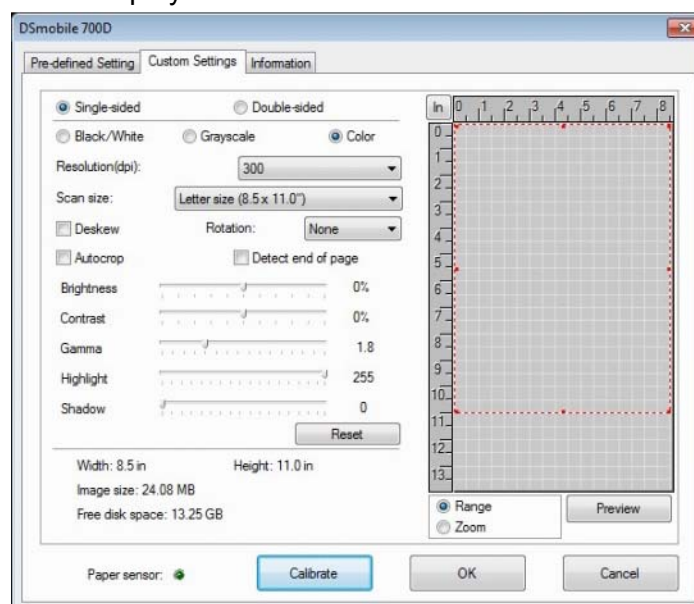 DSmobile 700D
Pre-defined Setting Custom Settings Information
Single-sided Double-sided
Black/White Grayscale Color
Resolution(dpi): 300
Scan size: Letter size (8.5 x 11.0")
Deskew Rotation: None
Autocrop Detect end of page
Brightness 0%
Contrast 0%
Gamma 1.8
Highlight 255
Shadow 0
Reset
Width: 8.5 in Height: 11.0 in
Image size: 24.08 MB
Free disk space: 13.25 GB
In 0 1 2 3 4 5 6 7 8
0
1
2
3
4
5
6
7
8
9
10
11
12
13
Range
Zoom
Preview
Paper sensor: Calibrate OK Cancel